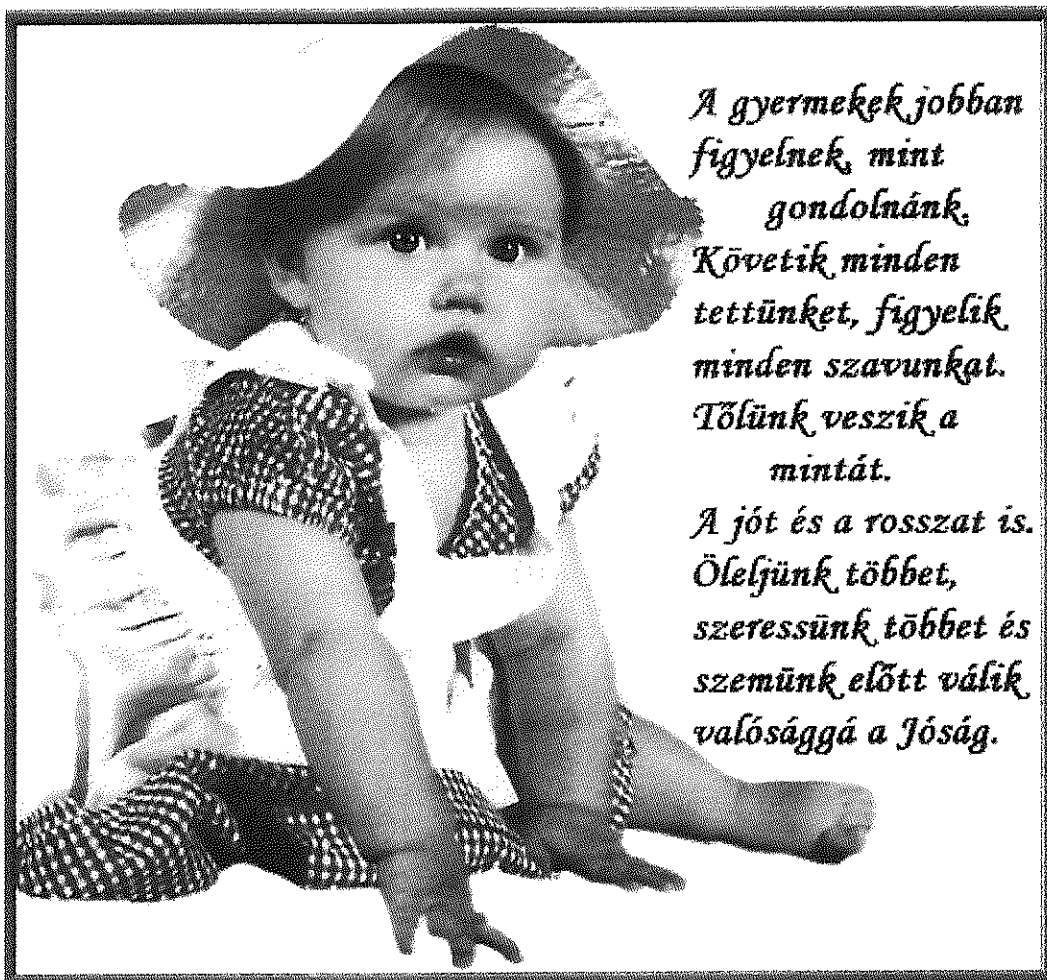 A gyermekek jobban
figyelnek, mint
gondolnánk.
Követik minden
tettünket, figyelik
minden szavunkat.
Tőlünk veszik a
mintát.
A jót és a rosszat is.
Öleljünk többet,
szeressünk többet és
szemünk előtt válik
valósággá a Jóság.